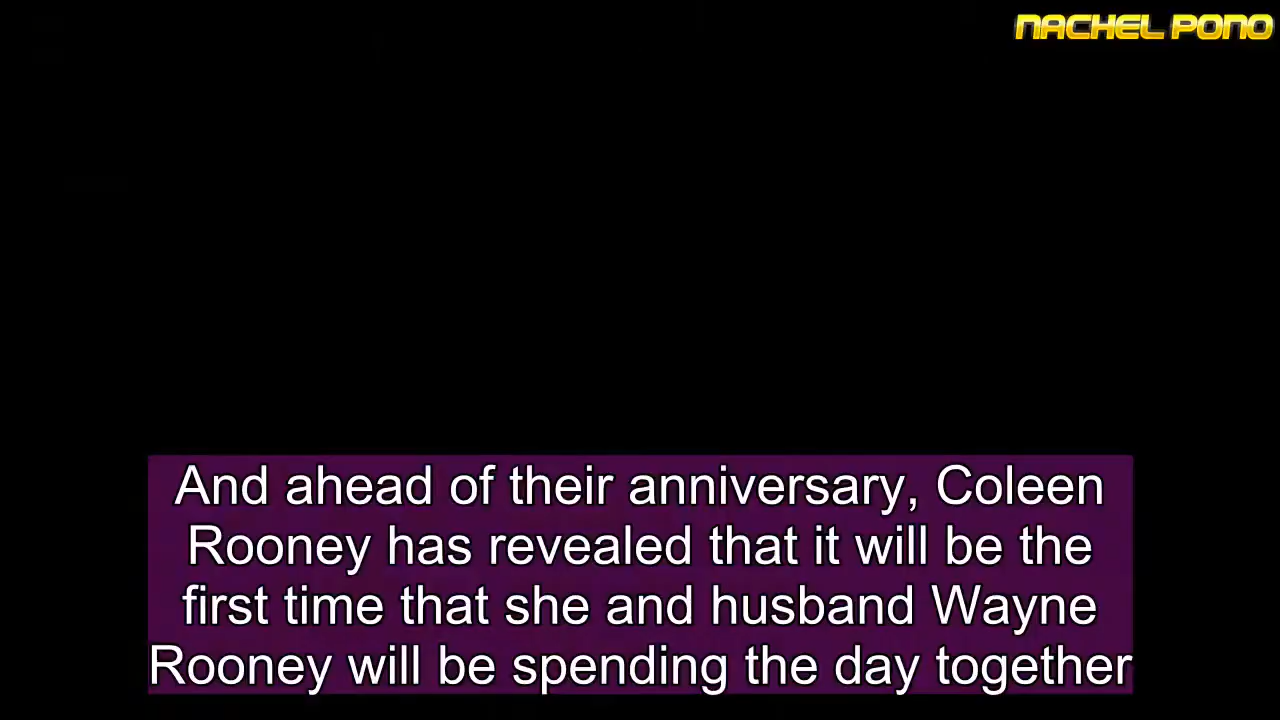 NACHEL PONO
And ahead of their anniversary, Coleen
Rooney has revealed that it will be the
first time that she and husband Wayne
Rooney will be spending the day together